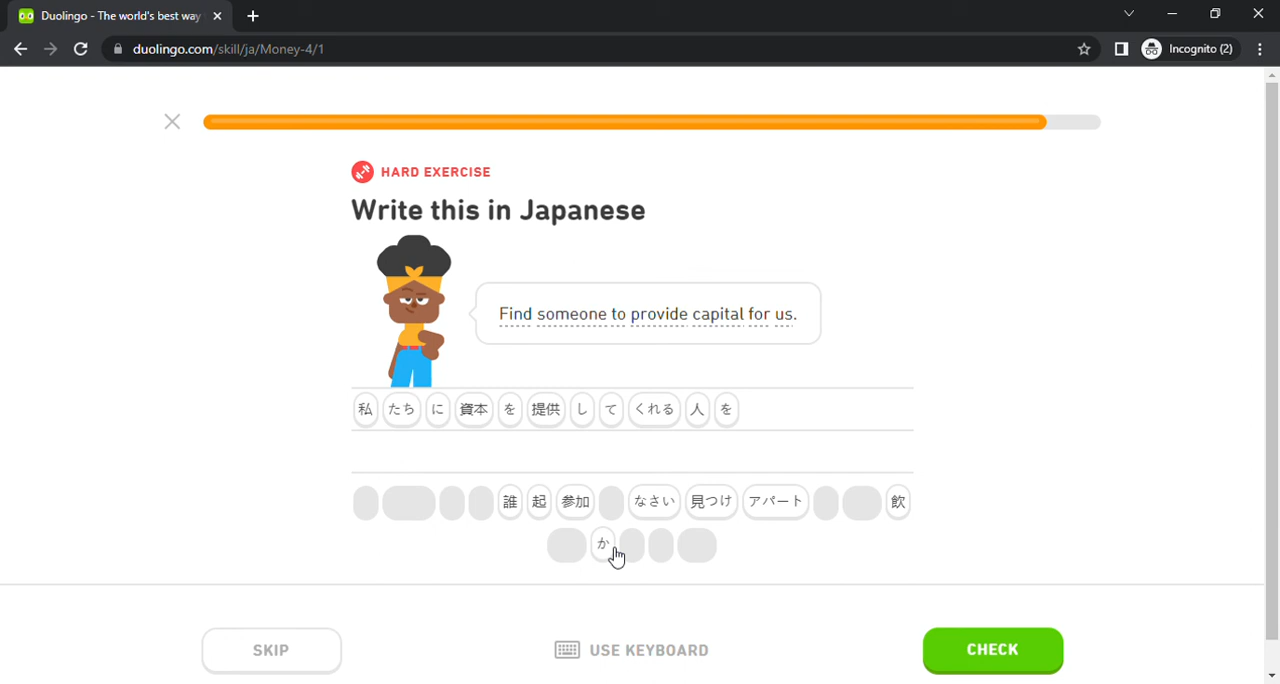 Duolingo - The world's best way
duolingo.com/skill/ja/Money-4/1
Incognito (2)
HARD EXERCISE
Write this in Japanese
Find someone to provide capital for us.
私 たち に 資本 を 提供 し て くれる 人 を
誰 起 参加 なさい 見つけ アパート 飲
か
SKIP
USE KEYBOARD
CHECK